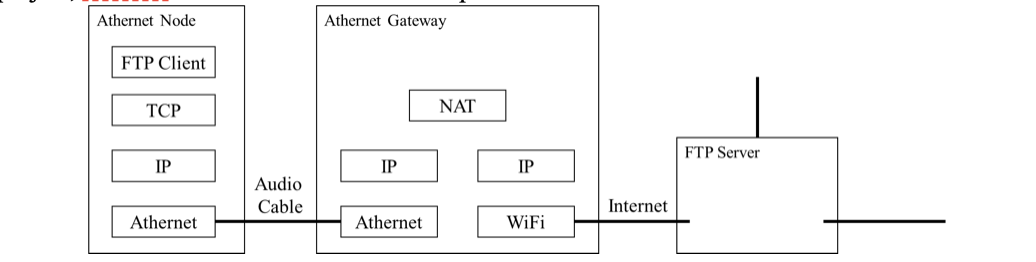 Athernet Node
FTP Client
TCP
IP
Athernet
Audio
Cable
Athernet Gateway
NAT
IP
IP
Athernet
WiFi
Internet
FTP Server